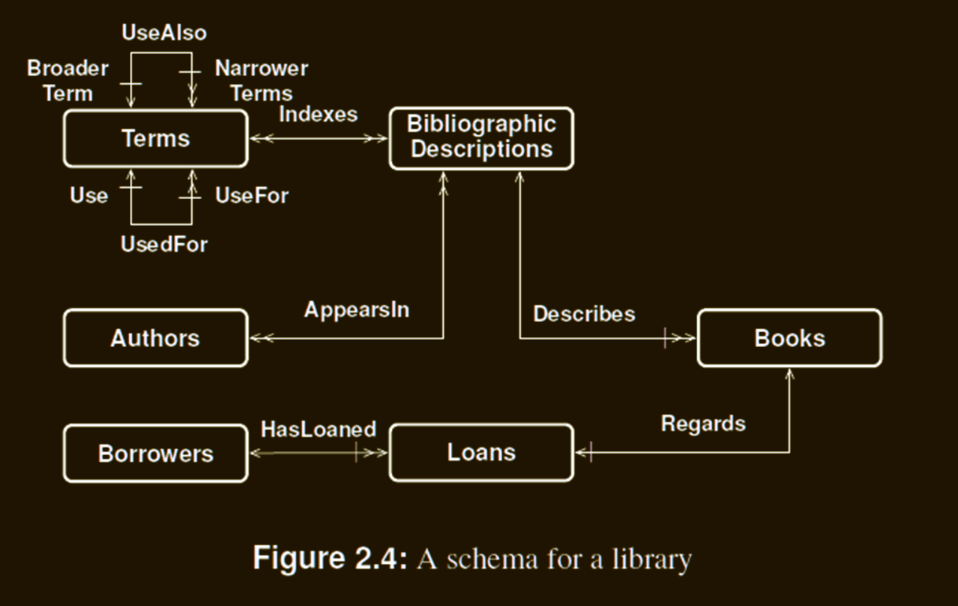 UseAlso
Broader
Term
Narrower
Terms
Indexes
Terms
Bibliographic
Descriptions
Use
UseFor
UsedFor
AppearsIn
Describes
Authors
Books
HasLoaned
Regards
Borrowers
Loans
Figure 2.4: A schema for a library